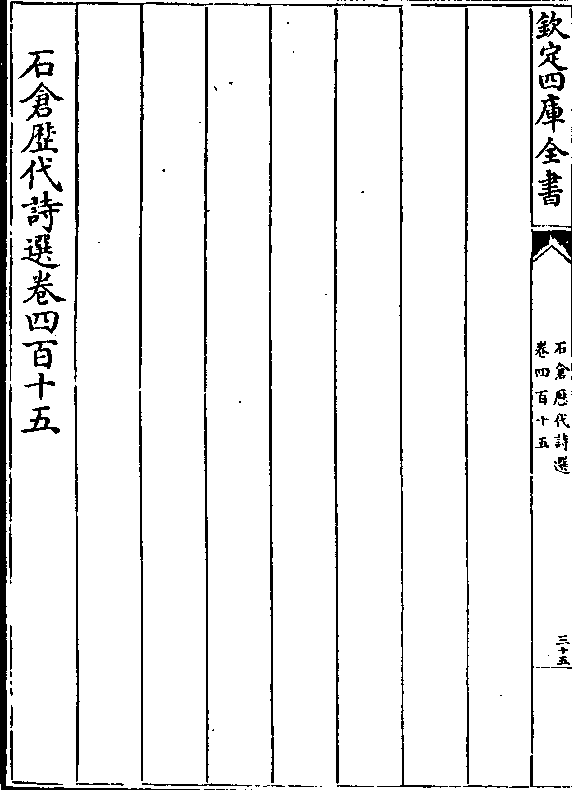 欽定四庫全書
石倉歴代詩選
卷四百十五
三十五
石倉歴代詩選卷四百十五